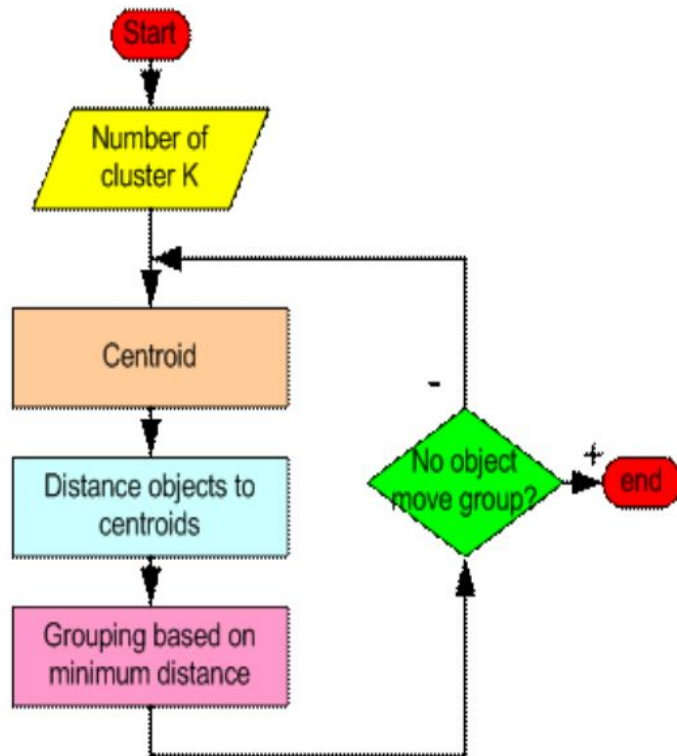 Start
Number of
cluster K
Centroid
Distance objects to
centroids
Grouping based on
minimum distance
-
No object
move group?
+
end